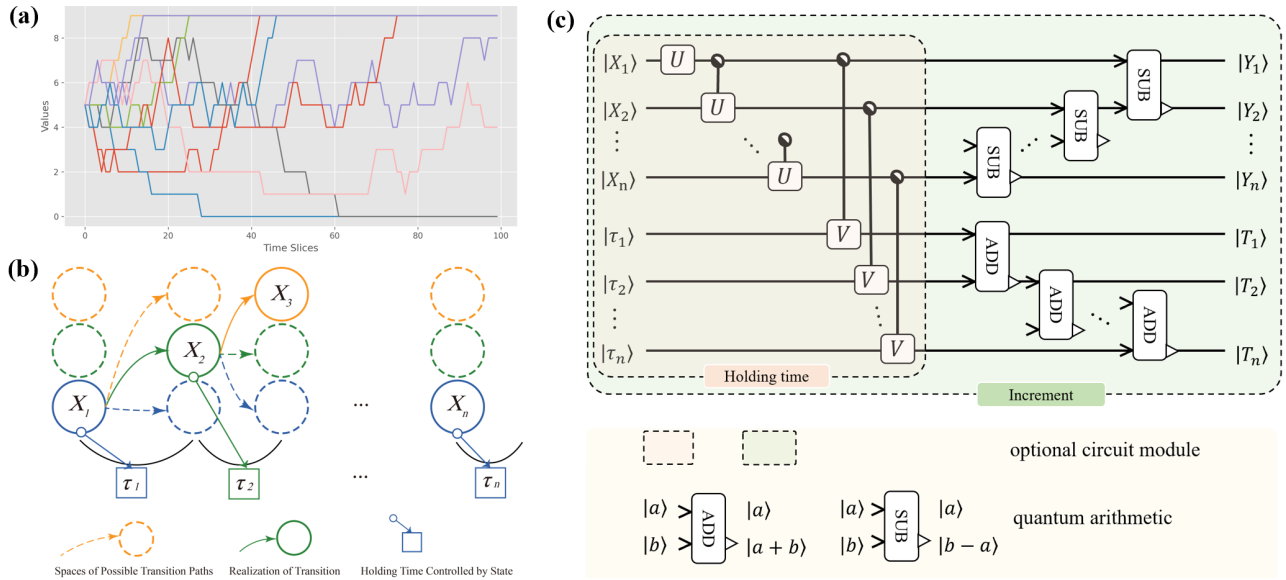 (a)
8
6
4
2
0
Values
0 20 40 60 80 100
Time Slices
(b)
X₃
X₂
X₁ ... Xₙ
τ₁ τ₂ ... τₙ
Spaces of Possible Transition Paths
Realization of Transition
Holding Time Controlled by State
(c)
|X₁⟩ U SUB |Y₁⟩
|X₂⟩ U SUB |Y₂⟩
⋮ ⋱ ⋰ ⋮
|Xₙ⟩ U SUB |Yₙ⟩
|τ₁⟩ V ADD |T₁⟩
|τ₂⟩ V ADD |T₂⟩
⋮ ⋱ ⋱ ⋮
|τₙ⟩ V ADD |Tₙ⟩
Holding time
Increment
optional circuit module
|a⟩ ADD |a⟩ |a⟩ SUB |a⟩
quantum arithmetic
|b⟩ |a + b⟩ |b⟩ |b − a⟩